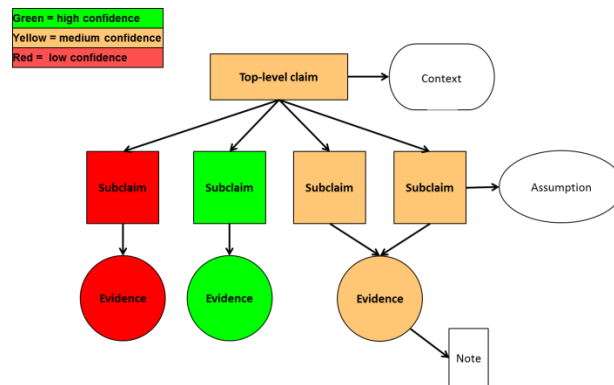 Green = high confidence
Yellow = medium confidence
Red = low confidence
Top-level claim
Context
Subclaim
Subclaim
Subclaim
Subclaim
Assumption
Evidence
Evidence
Evidence
Note